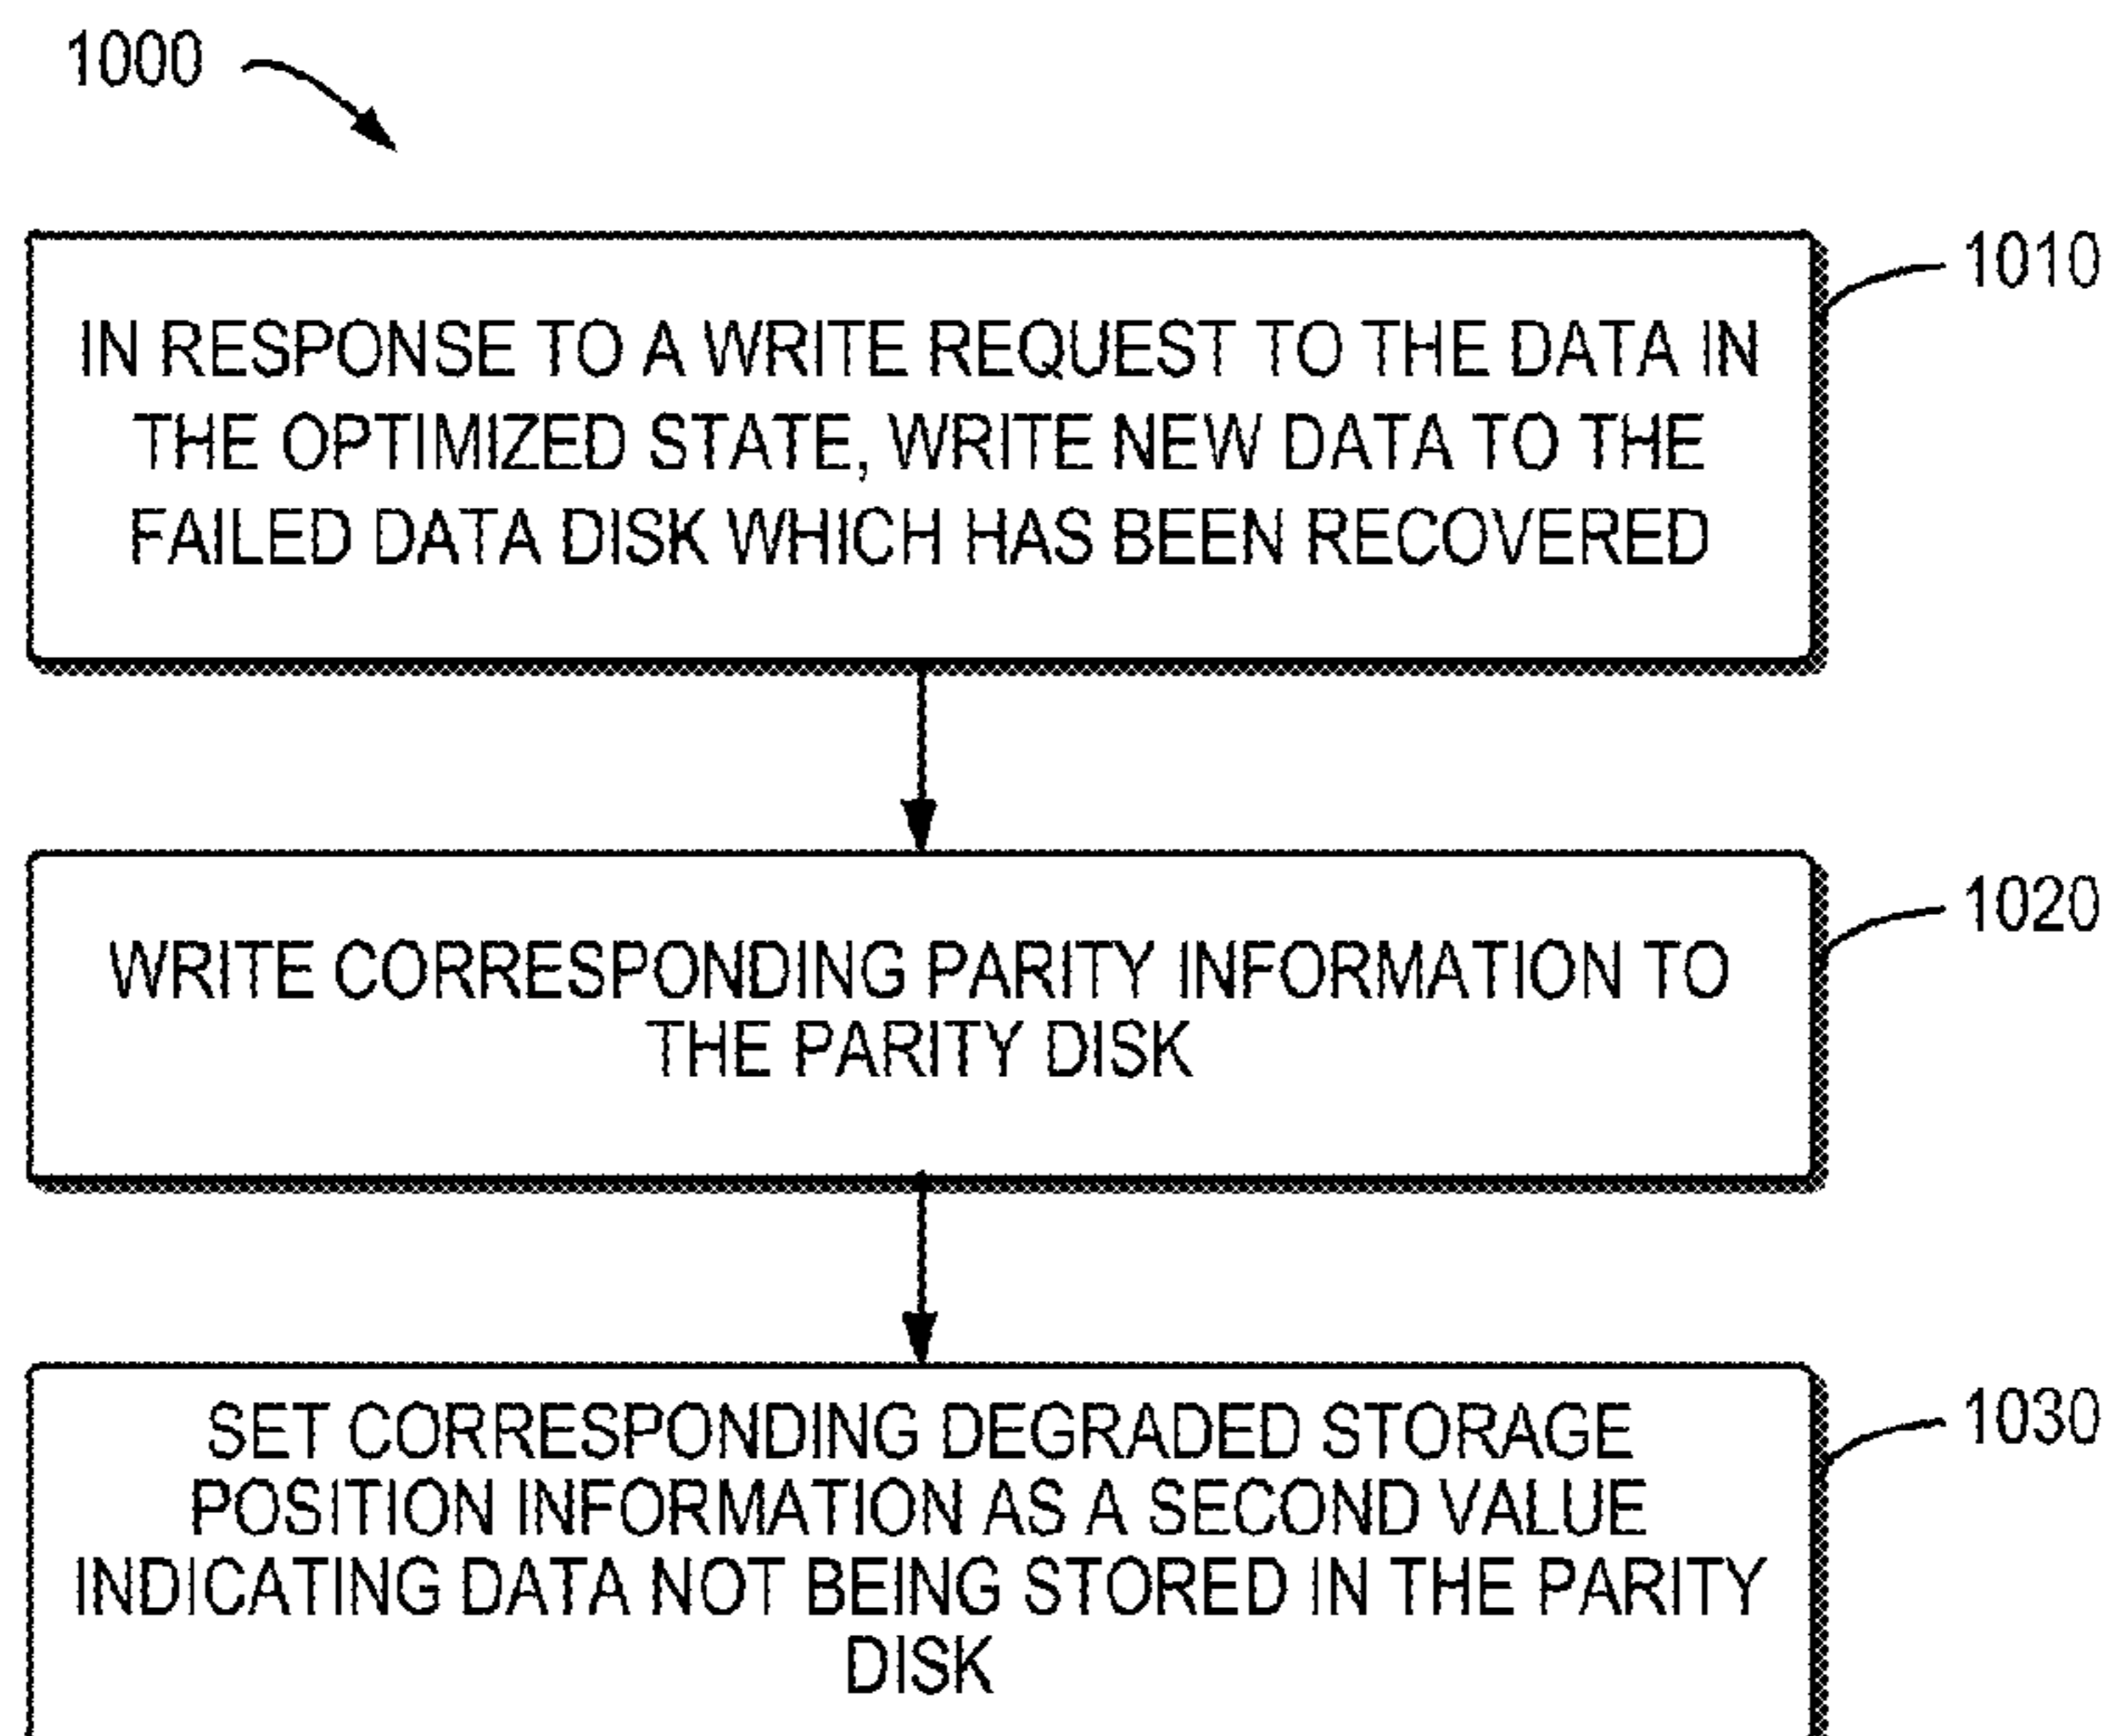 1000
1010
IN RESPONSE TO A WRITE REQUEST TO THE DATA IN
THE OPTIMIZED STATE, WRITE NEW DATA TO THE
FAILED DATA DISK WHICH HAS BEEN RECOVERED
1020
WRITE CORRESPONDING PARITY INFORMATION TO
THE PARITY DISK
1030
SET CORRESPONDING DEGRADED STORAGE
POSITION INFORMATION AS A SECOND VALUE
INDICATING DATA NOT BEING STORED IN THE PARITY
DISK